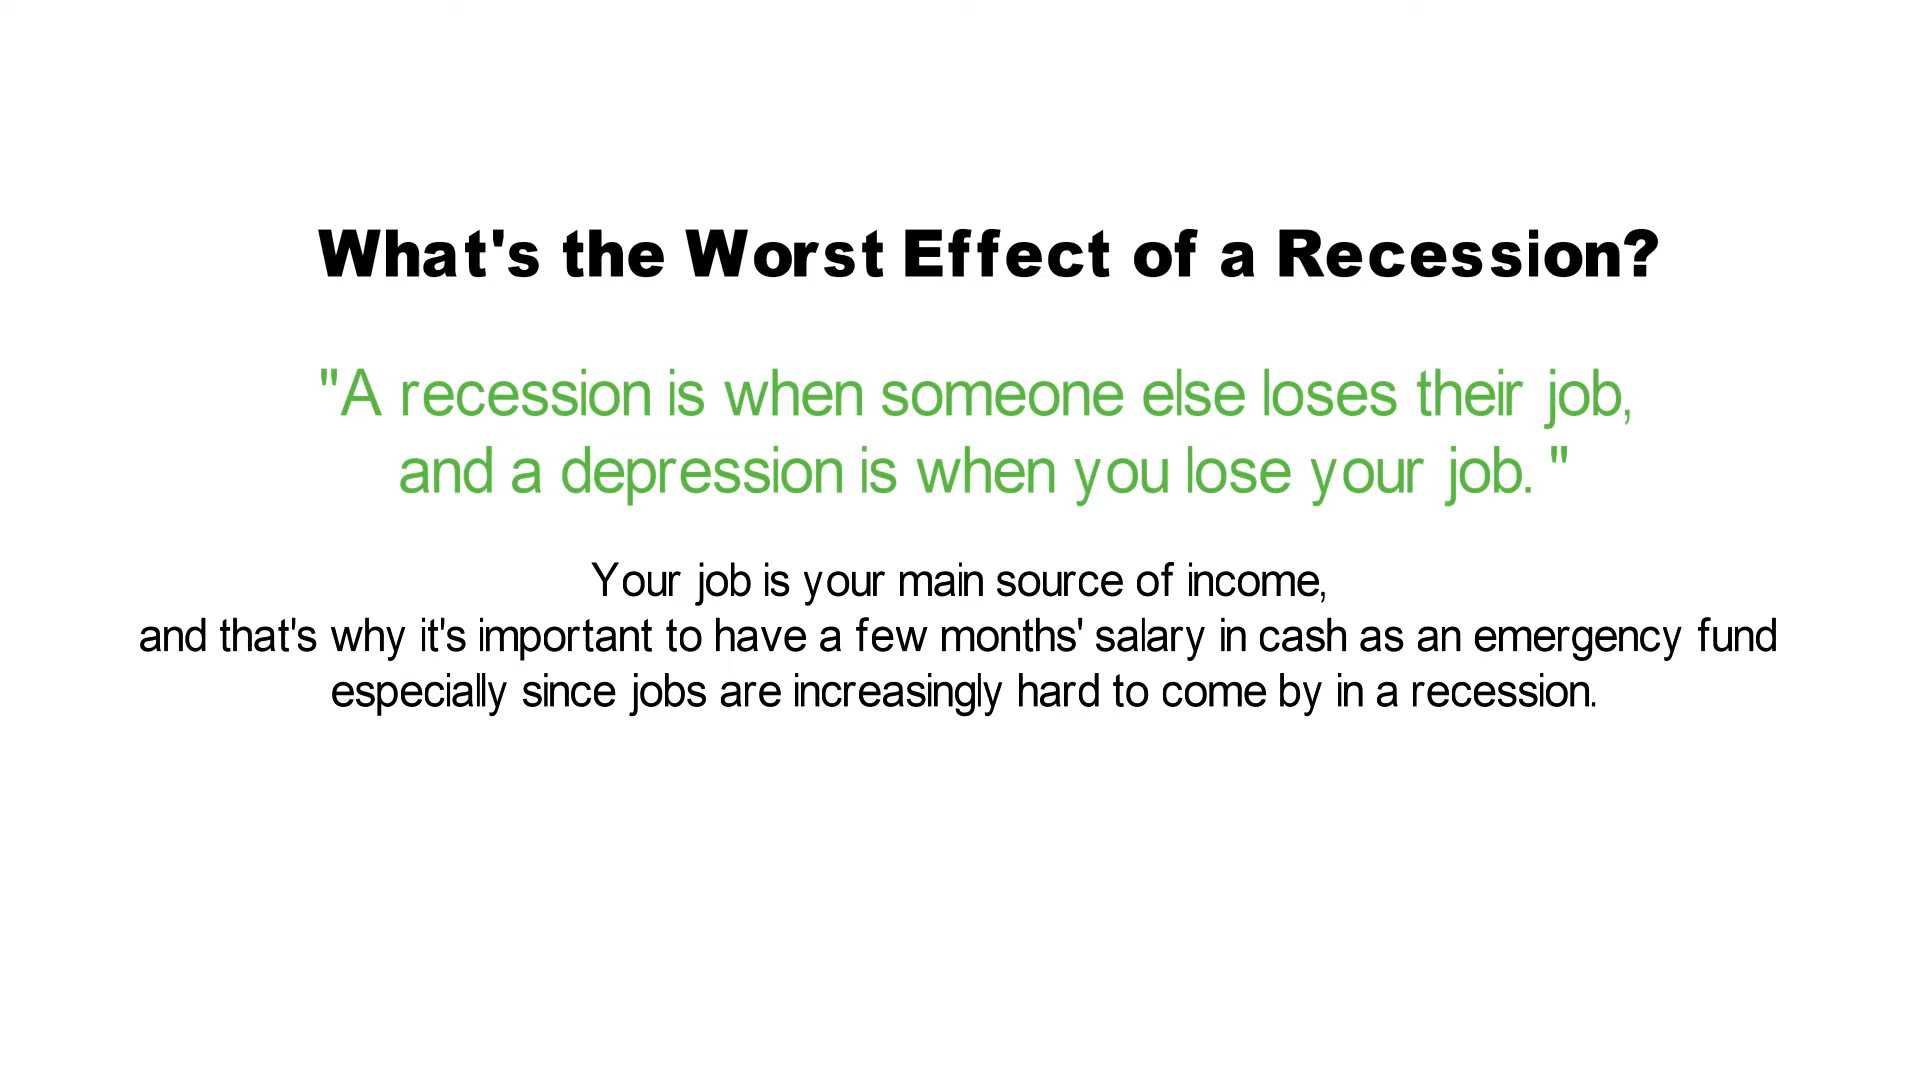 What's the Worst Effect of a Recession?
"A recession is when someone else loses their job,
and a depression is when you lose your job. "
Your job is your main source of income,
and that's why it's important to have a few months' salary in cash as an emergency fund
especially since jobs are increasingly hard to come by in a recession.